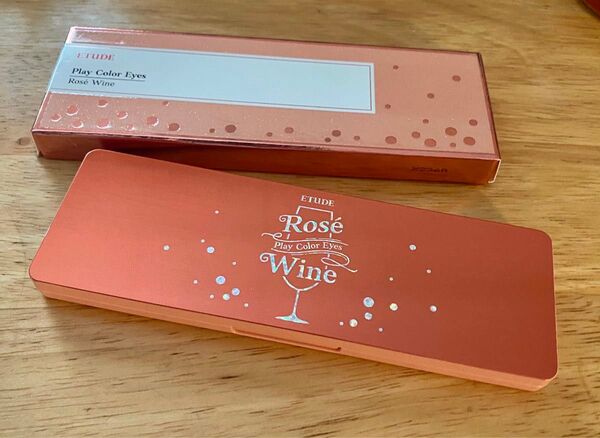 ETUDE
Play Color Eyes
Rosé Wine
ETUDE
Rosé
Play Color Eyes
Wine